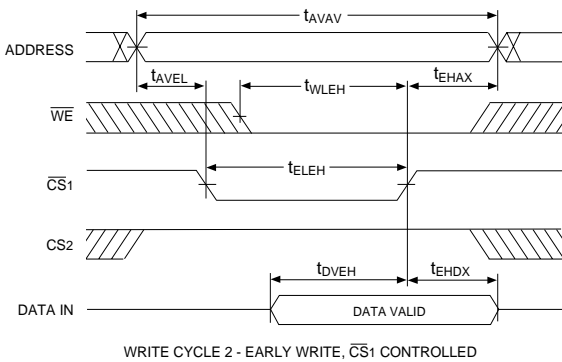 tAVAV
ADDRESS
tAVEL
tWLEH
tEHAX
WE
tELEH
CS1
CS2
tDVEH
tEHDX
DATA IN
DATA VALID
WRITE CYCLE 2 - EARLY WRITE, CS1 CONTROLLED